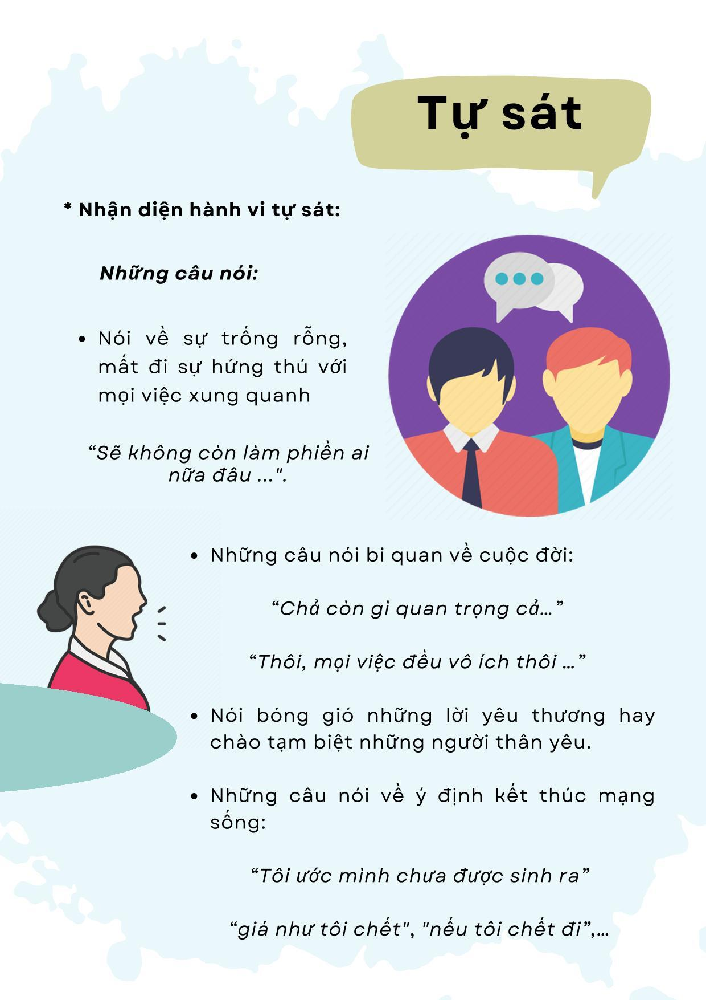 Tự sát
* Nhận diện hành vi tự sát:
Những câu nói:
• Nói về sự trống rỗng,
mất đi sự hứng thú với
mọi việc xung quanh
“Sẽ không còn làm phiền ai
nữa đâu ...".
• Những câu nói bi quan về cuộc đời:
“Chả còn gì quan trọng cả…”
“Thôi, mọi việc đều vô ích thôi …”
• Nói bóng gió những lời yêu thương hay
chào tạm biệt những người thân yêu.
• Những câu nói về ý định kết thúc mạng
sống:
“Tôi ước mình chưa được sinh ra”
“giá như tôi chết", "nếu tôi chết đi”,…